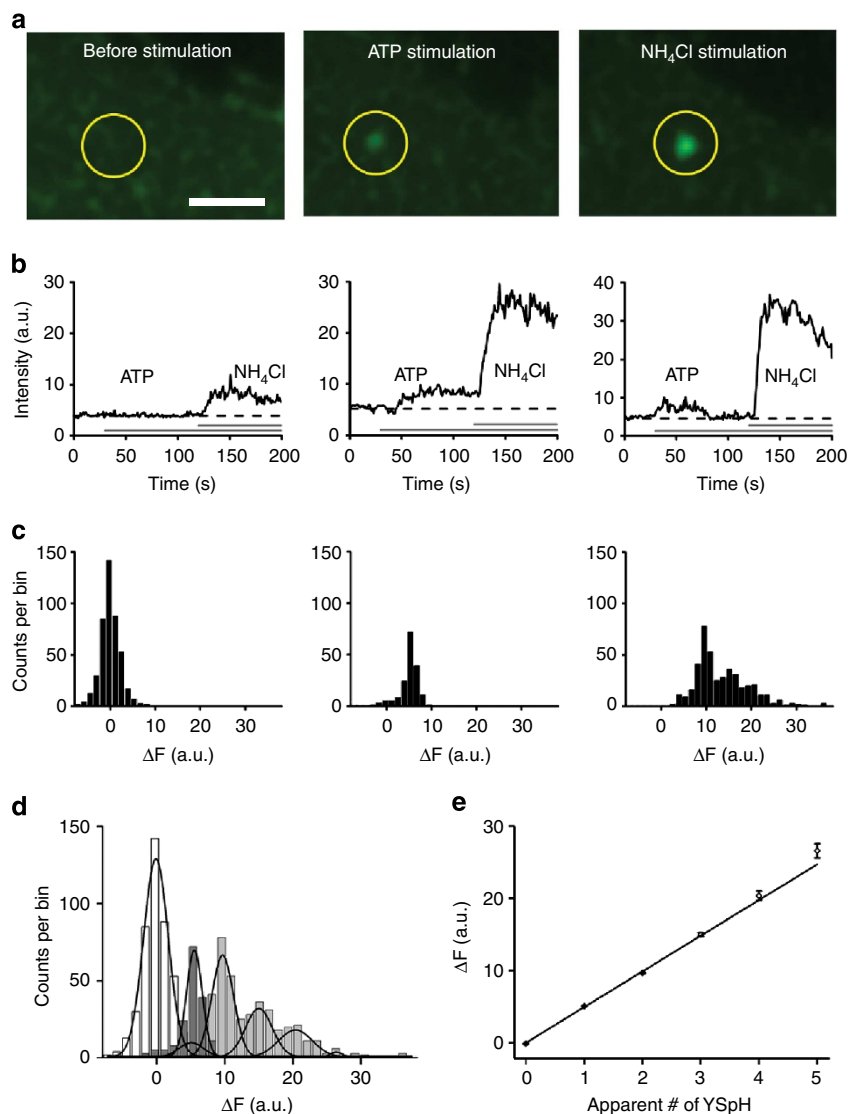 a
Before stimulation
ATP stimulation
NH₄Cl stimulation
b
Intensity (a.u.)
30
20
10
0
ATP
NH₄Cl
0 50 100 150 200
Time (s)
30
20
10
0
ATP
NH₄Cl
0 50 100 150 200
Time (s)
40
30
20
10
0
ATP
NH₄Cl
0 50 100 150 200
Time (s)
c
Counts per bin
150
100
50
0
0 10 20 30
ΔF (a.u.)
150
100
50
0
0 10 20 30
ΔF (a.u.)
150
100
50
0
0 10 20 30
ΔF (a.u.)
d
Counts per bin
150
100
50
0
0 10 20 30
ΔF (a.u.)
e
ΔF (a.u.)
30
20
10
0
0 1 2 3 4 5
Apparent # of YSpH